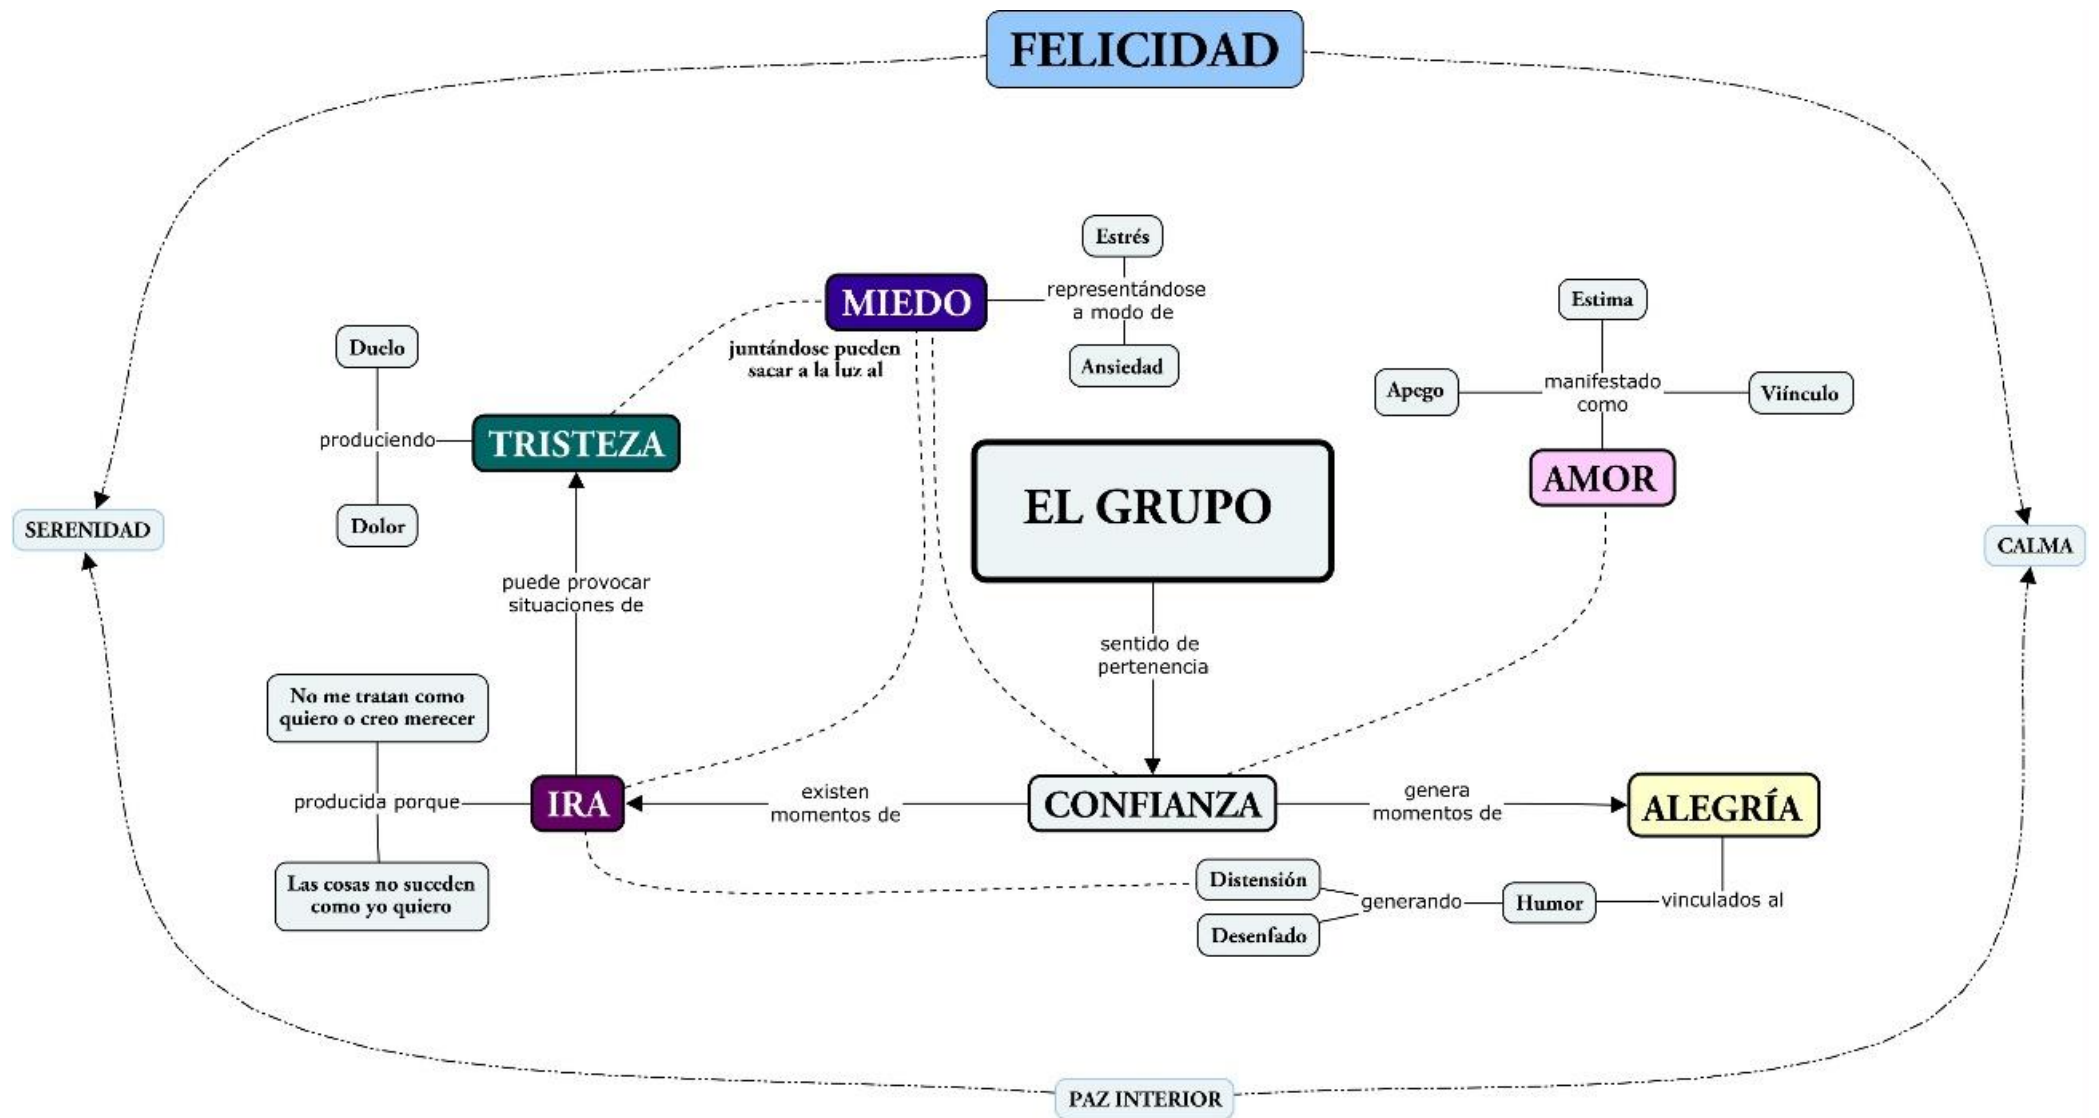 FELICIDAD
Estrés
MIEDO
representándose
a modo de
Ansiedad
juntándose pueden
sacar a la luz al
Estima
Apego
manifestado
como
Viínculo
AMOR
Duelo
produciendo
TRISTEZA
Dolor
EL GRUPO
SERENIDAD
CALMA
puede provocar
situaciones de
sentido de
pertenencia
No me tratan como
quiero o creo merecer
producida porque
IRA
existen
momentos de
CONFIANZA
genera
momentos de
ALEGRÍA
Las cosas no suceden
como yo quiero
Distensión
generando
Humor
vinculados al
Desenfado
PAZ INTERIOR